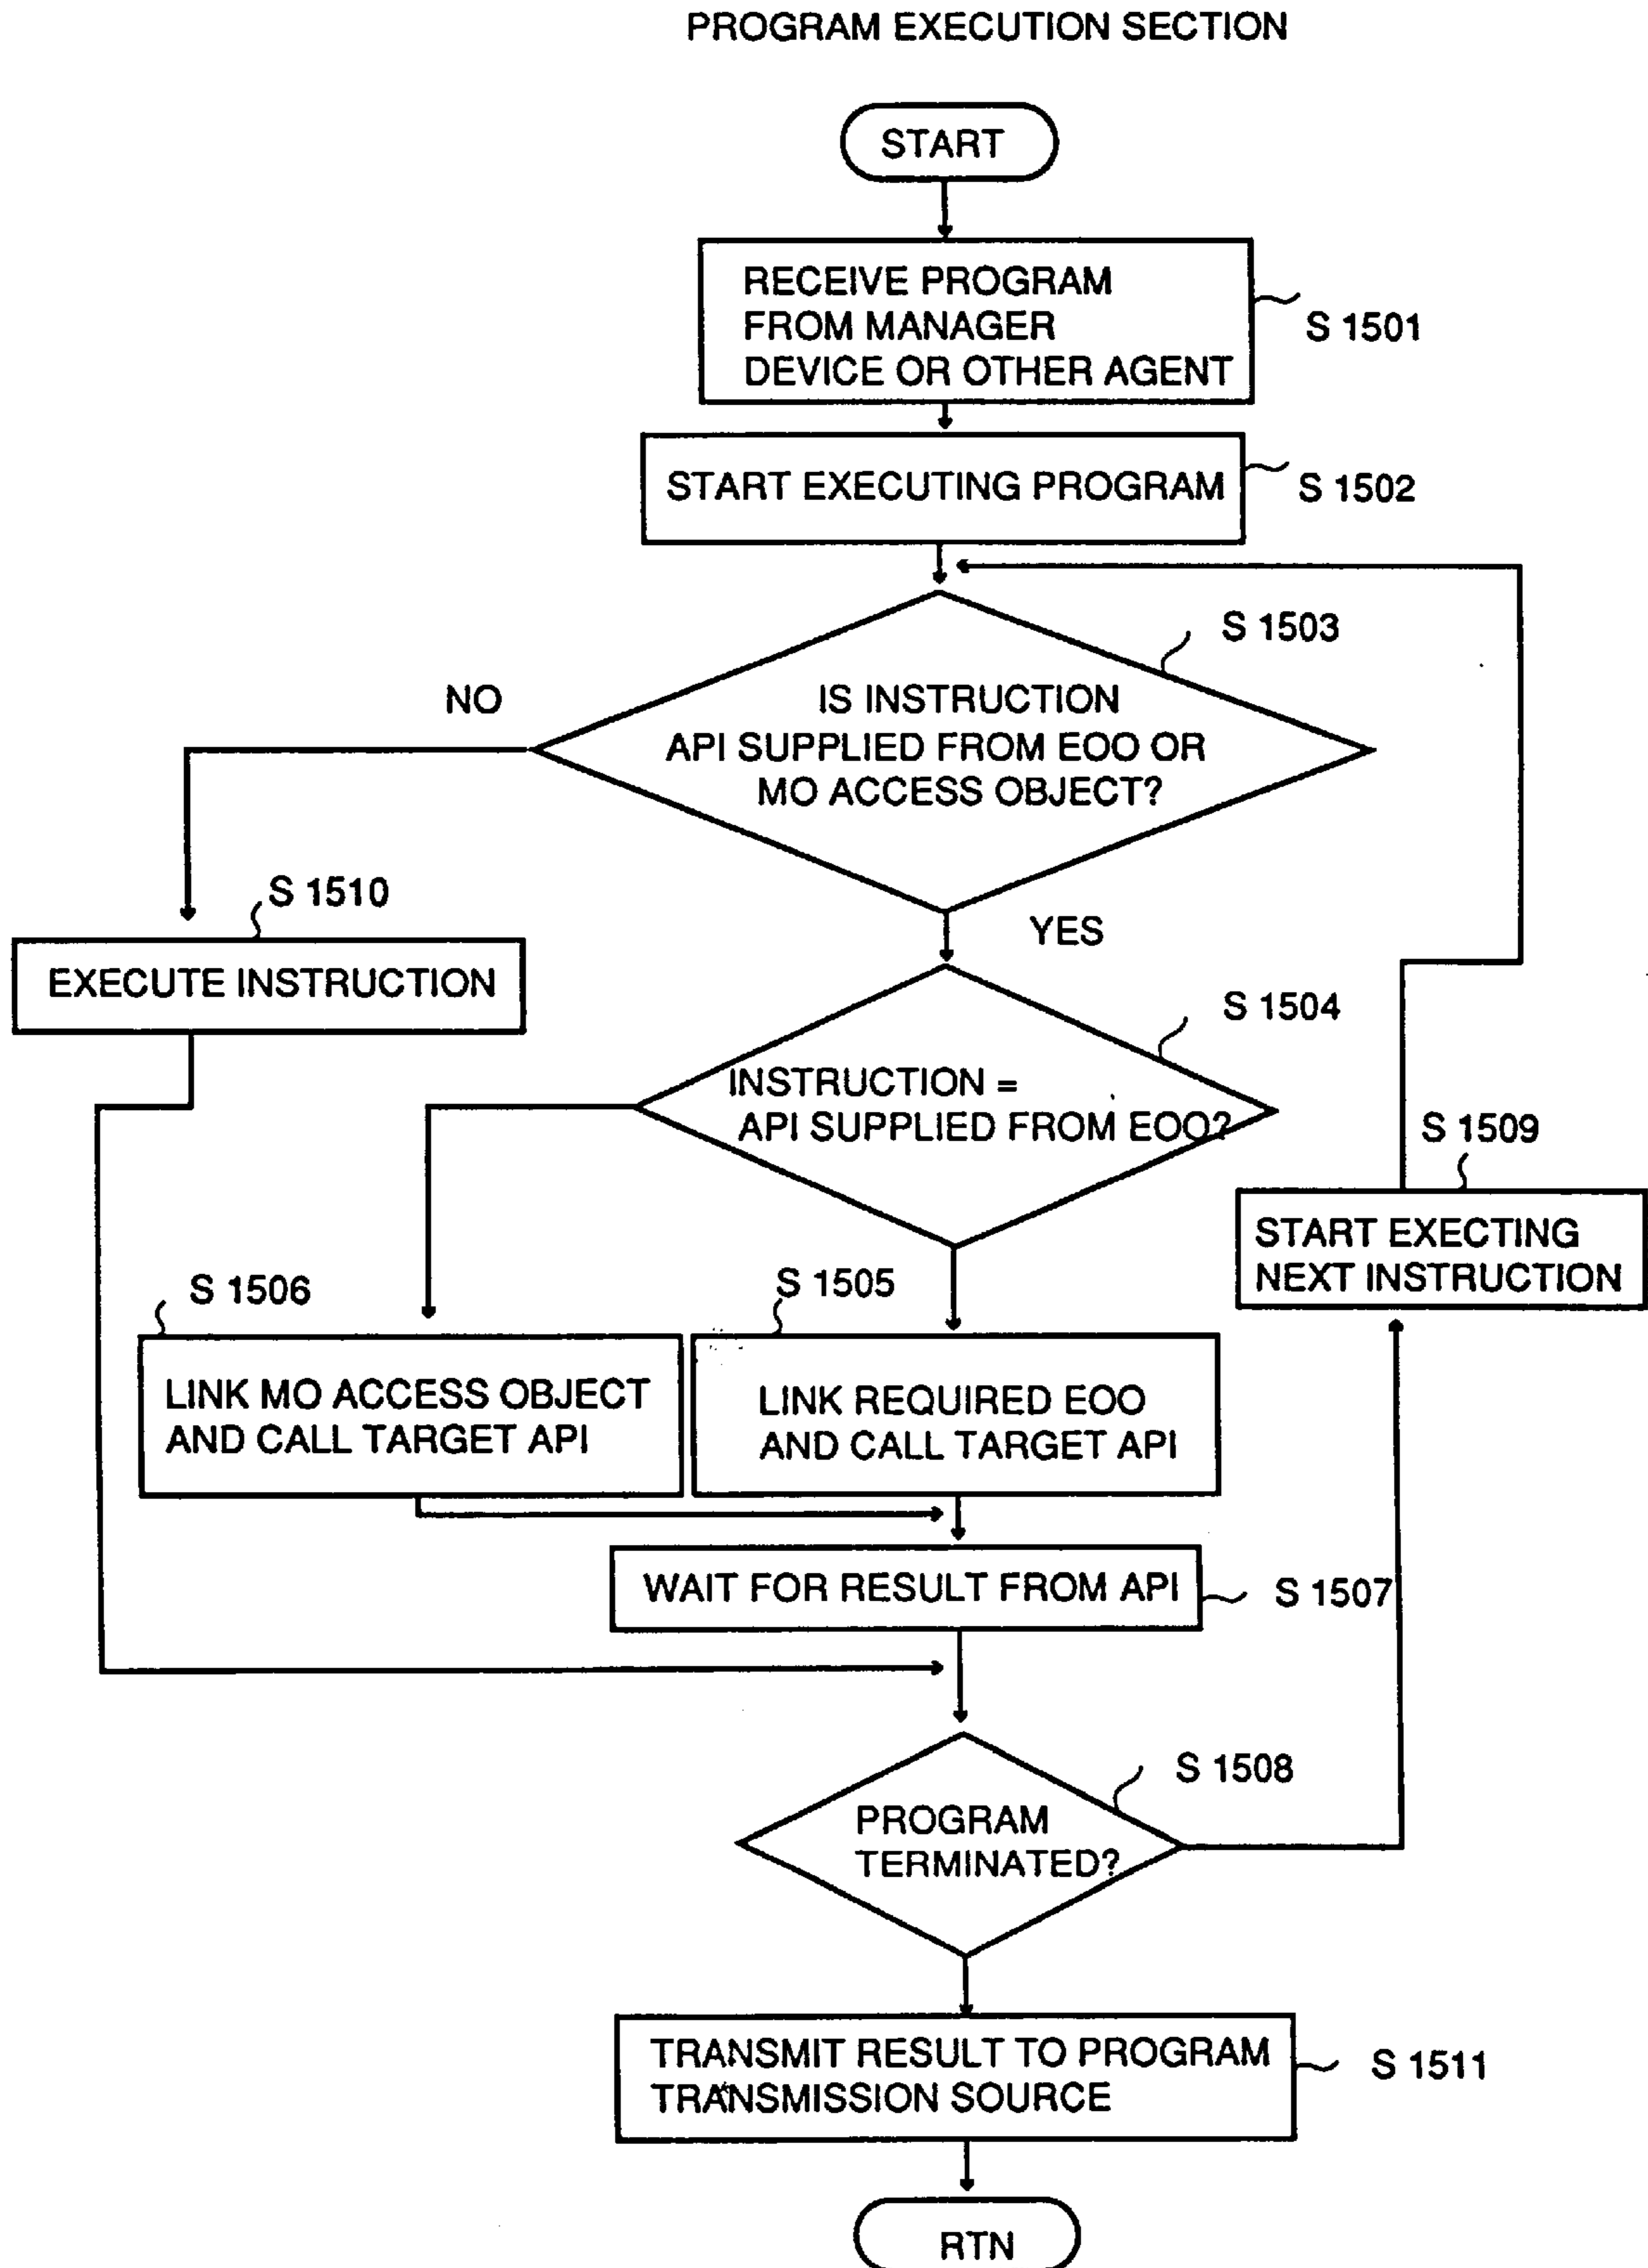 PROGRAM EXECUTION SECTION
START
RECEIVE PROGRAM
FROM MANAGER
DEVICE OR OTHER AGENT
S 1501
START EXECUTING PROGRAM
S 1502
S 1503
NO
IS INSTRUCTION
API SUPPLIED FROM EOO OR
MO ACCESS OBJECT?
YES
S 1510
EXECUTE INSTRUCTION
S 1504
INSTRUCTION =
API SUPPLIED FROM EOO?
S 1509
START EXECTING
NEXT INSTRUCTION
S 1506
LINK MO ACCESS OBJECT
AND CALL TARGET API
S 1505
LINK REQUIRED EOO
AND CALL TARGET API
WAIT FOR RESULT FROM API
S 1507
S 1508
PROGRAM
TERMINATED?
TRANSMIT RESULT TO PROGRAM
TRANSMISSION SOURCE
S 1511
RTN